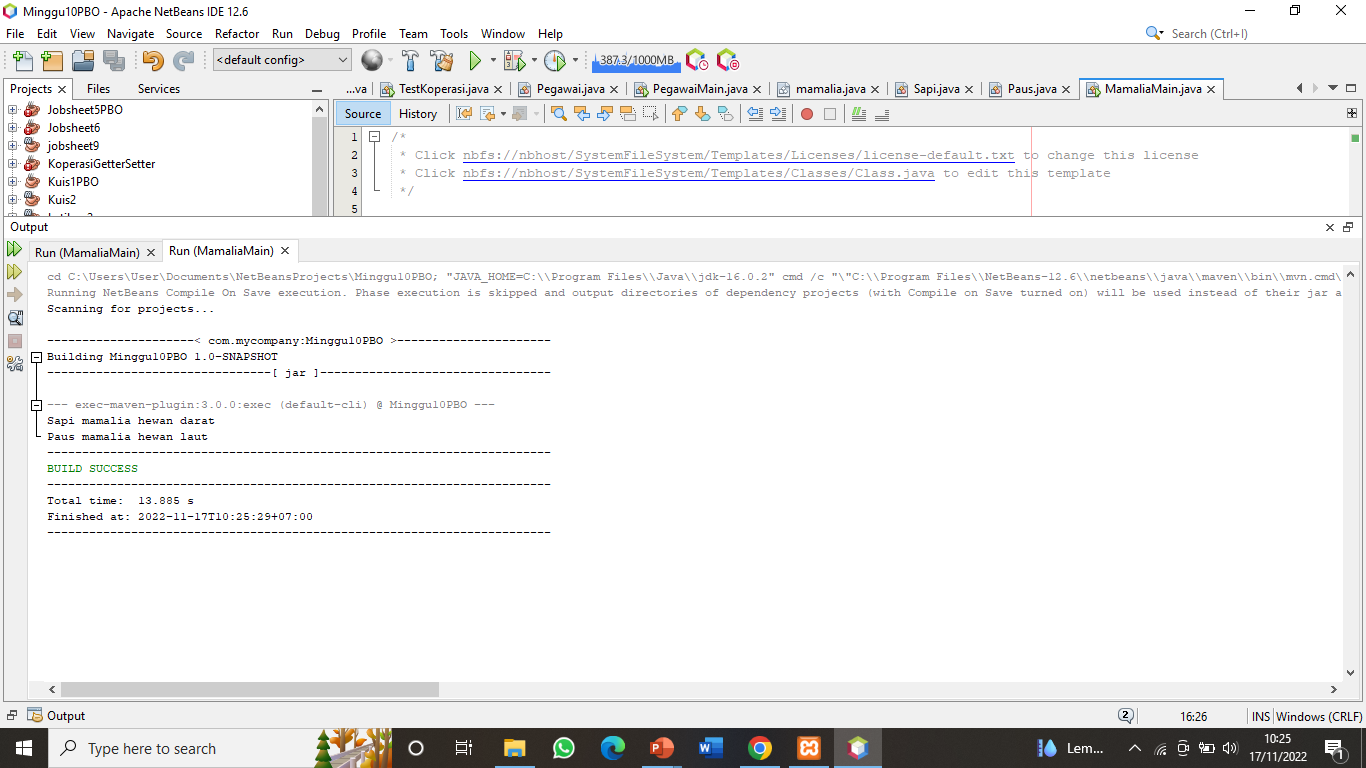 Minggu10PBO - Apache NetBeans IDE 12.6
File Edit View Navigate Source Refactor Run Debug Profile Team Tools Window Help
Search (Ctrl+I)
<default config>
387.3/1000MB
Projects Files Services
...va TestKoperasi.java Pegawai.java PegawaiMain.java mamalia.java Sapi.java Paus.java MamaliaMain.java
Jobsheet5PBO
Jobsheet6
jobsheet9
KoperasiGetterSetter
Kuis1PBO
Kuis2
Source History
1 /*
2 * Click nbfs://nbhost/SystemFileSystem/Templates/Licenses/license-default.txt to change this license
3 * Click nbfs://nbhost/SystemFileSystem/Templates/Classes/Class.java to edit this template
4 */
5
Output
Run (MamaliaMain) Run (MamaliaMain)
cd C:\Users\User\Documents\NetBeansProjects\Minggu10PBO; "JAVA_HOME=C:\\Program Files\\Java\\jdk-16.0.2" cmd /c "\"C:\\Program Files\\NetBeans-12.6\\netbeans\\java\\maven\\bin\\mvn.cmd\
Running NetBeans Compile On Save execution. Phase execution is skipped and output directories of dependency projects (with Compile on Save turned on) will be used instead of their jar a
Scanning for projects...
---------------------< com.mycompany:Minggu10PBO >----------------------
Building Minggu10PBO 1.0-SNAPSHOT
--------------------------------[ jar ]---------------------------------
--- exec-maven-plugin:3.0.0:exec (default-cli) @ Minggu10PBO ---
Sapi mamalia hewan darat
Paus mamalia hewan laut
------------------------------------------------------------------------
BUILD SUCCESS
------------------------------------------------------------------------
Total time:  13.885 s
Finished at: 2022-11-17T10:25:29+07:00
------------------------------------------------------------------------
Output
2
16:26
INS Windows (CRLF)
Type here to search
Lem...
10:25
17/11/2022
1